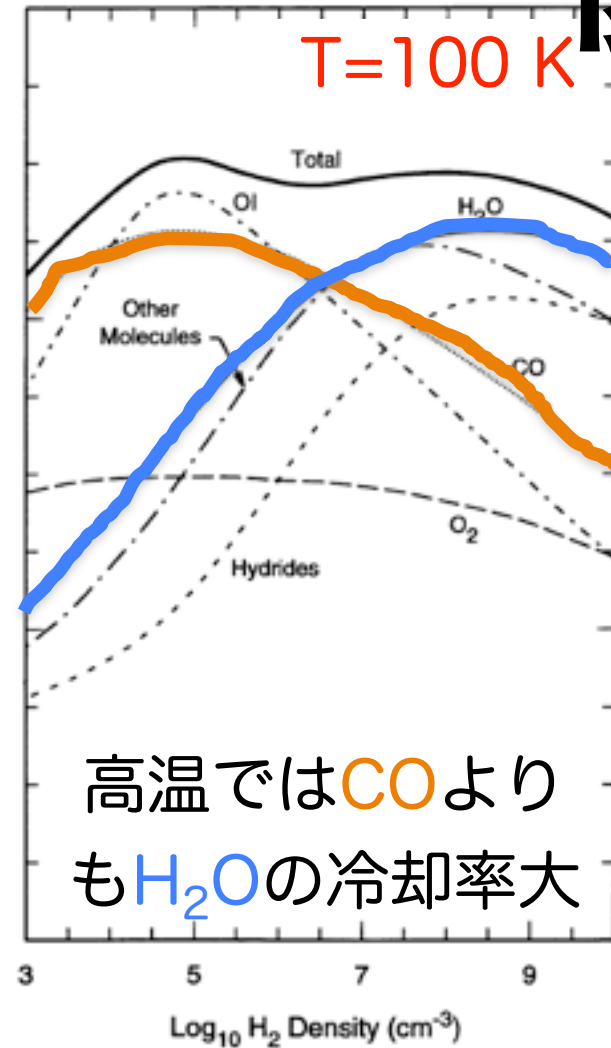 T=100 K
Total
OI
H₂O
Other
Molecules
CO
O₂
Hydrides
高温ではCOより
もH₂Oの冷却率大
3 5 7 9
Log₁₀ H₂ Density (cm⁻³)